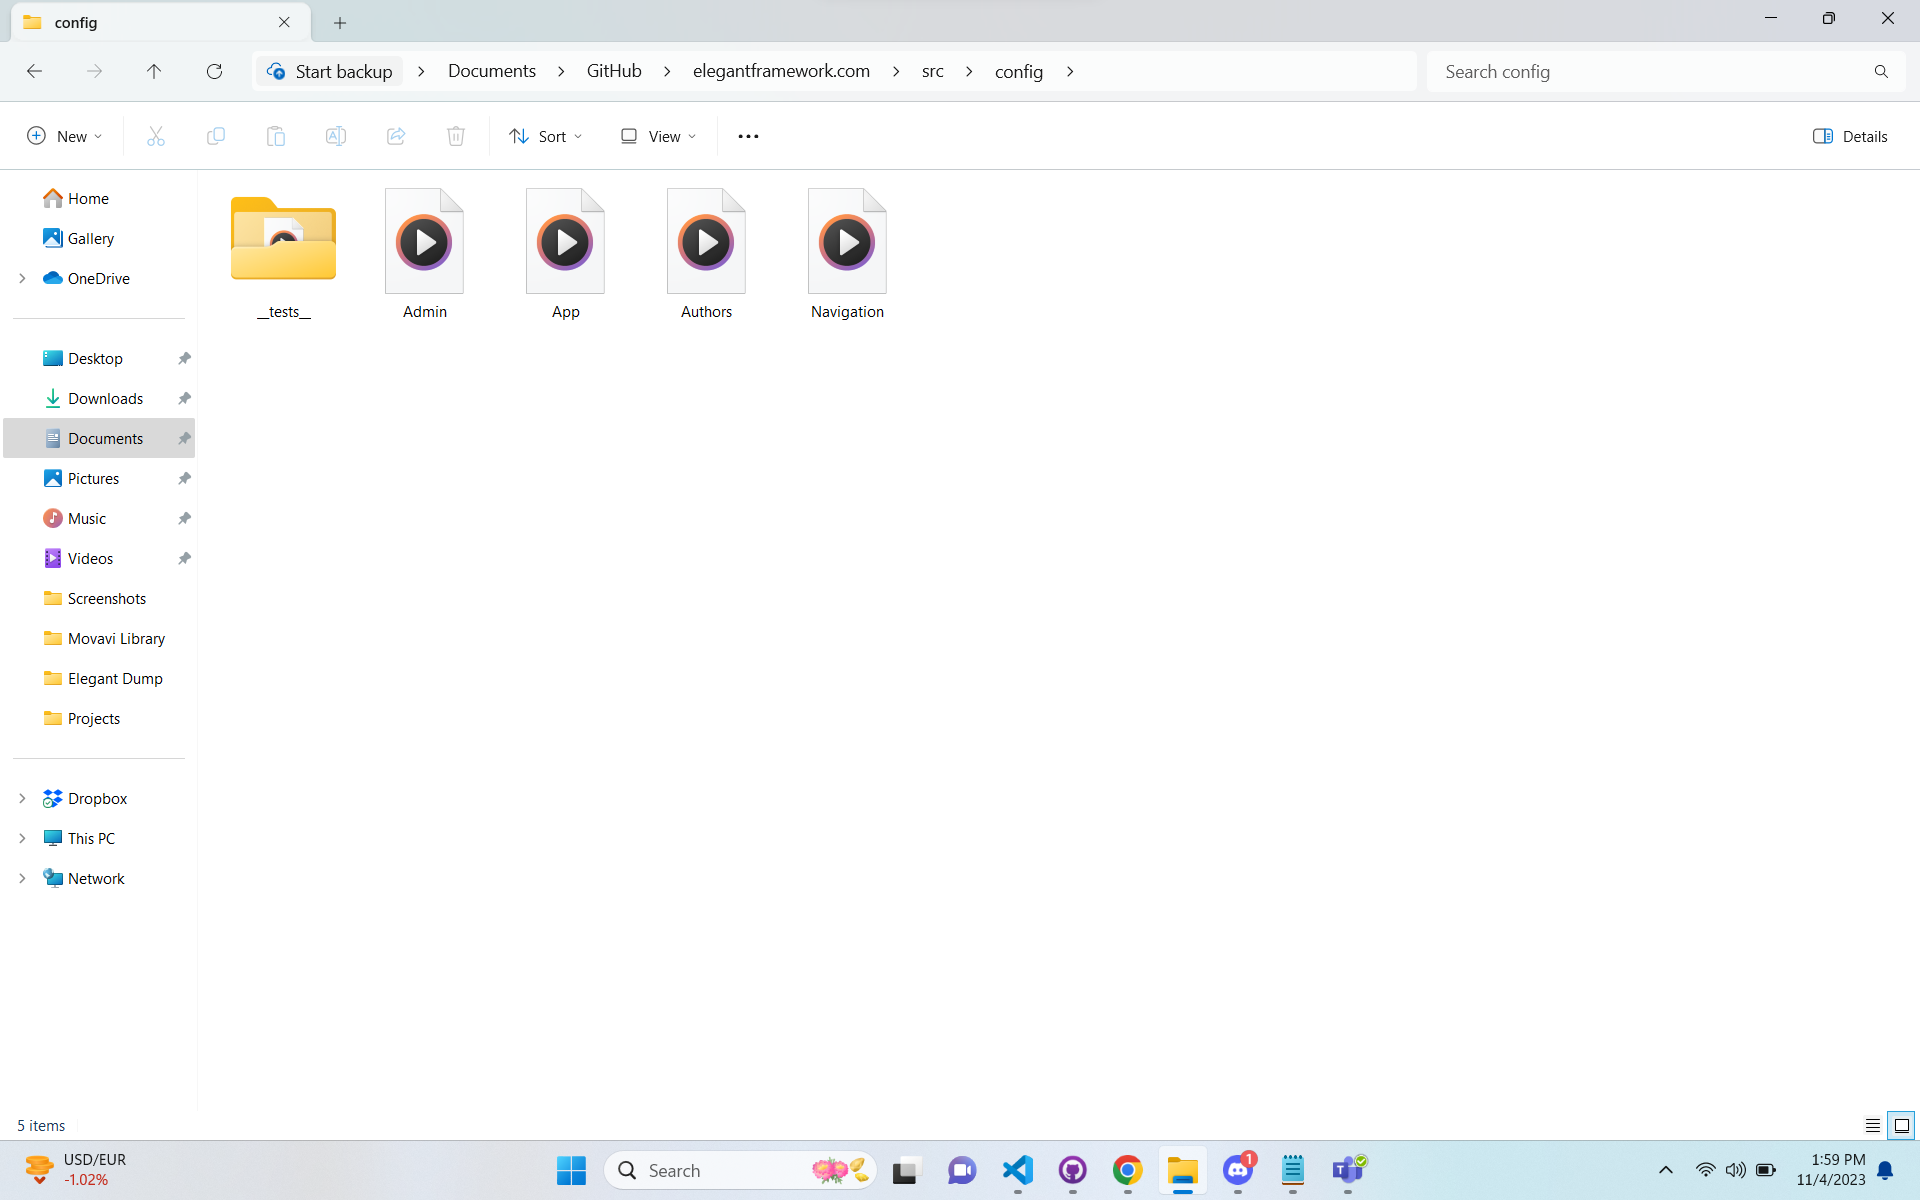 config
Start backup
Documents
GitHub
elegantframework.com
src
config
Search config
New
Sort
View
Details
Home
Gallery
OneDrive
Desktop
Downloads
Documents
Pictures
Music
Videos
Screenshots
Movavi Library
Elegant Dump
Projects
Dropbox
This PC
Network
__tests__
Admin
App
Authors
Navigation
5 items
USD/EUR
-1.02%
Search
1
1:59 PM
11/4/2023